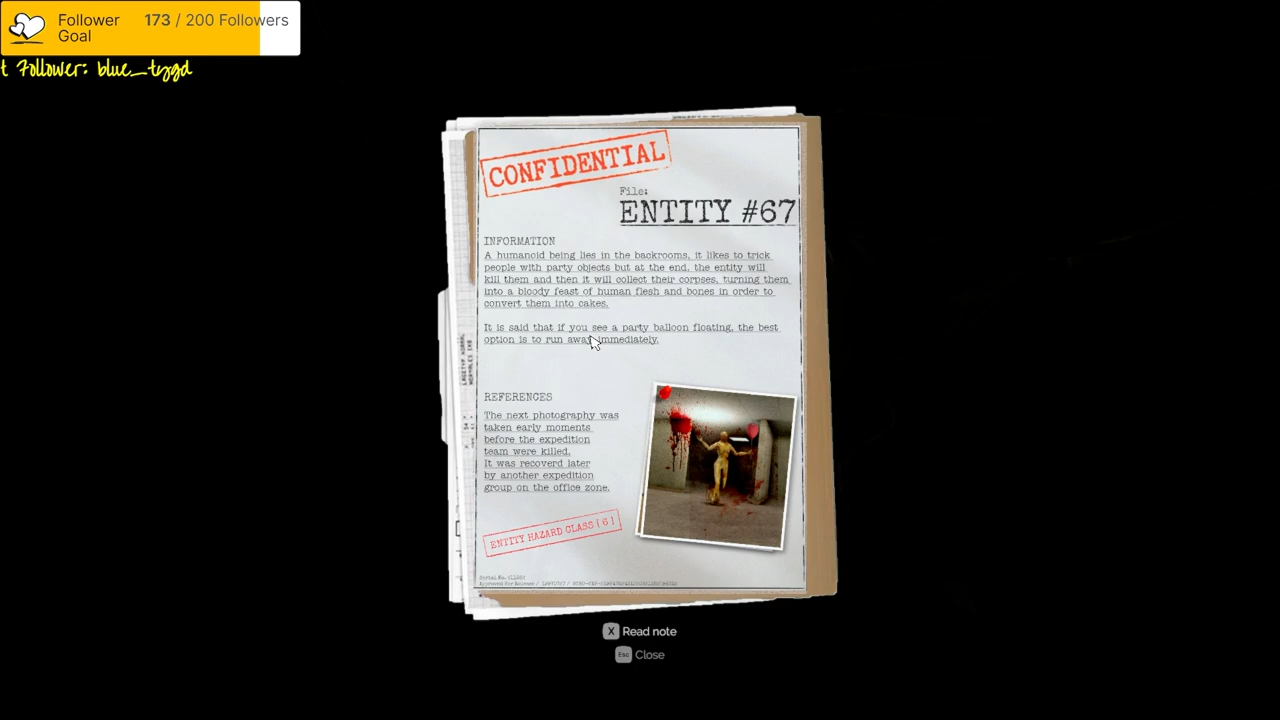 Follower Goal
173 / 200 Followers
t Follower: blue_tygd
CONFIDENTIAL
File:
ENTITY #67
INFORMATION
A humanoid being lies in the backrooms, it likes to trick
people with party objects but at the end, the entity will
kill them and then it will collect their corpses, turning them
into a bloody feast of human flesh and bones in order to
convert them into cakes.
It is said that if you see a party balloon floating, the best
option is to run away immediately.
REFERENCES
The next photography was
taken early moments
before the expedition
team were killed.
It was recoverd later
by another expedition
group on the office zone.
ENTITY HAZARD CLASS [ 6 ]
X Read note
Esc Close